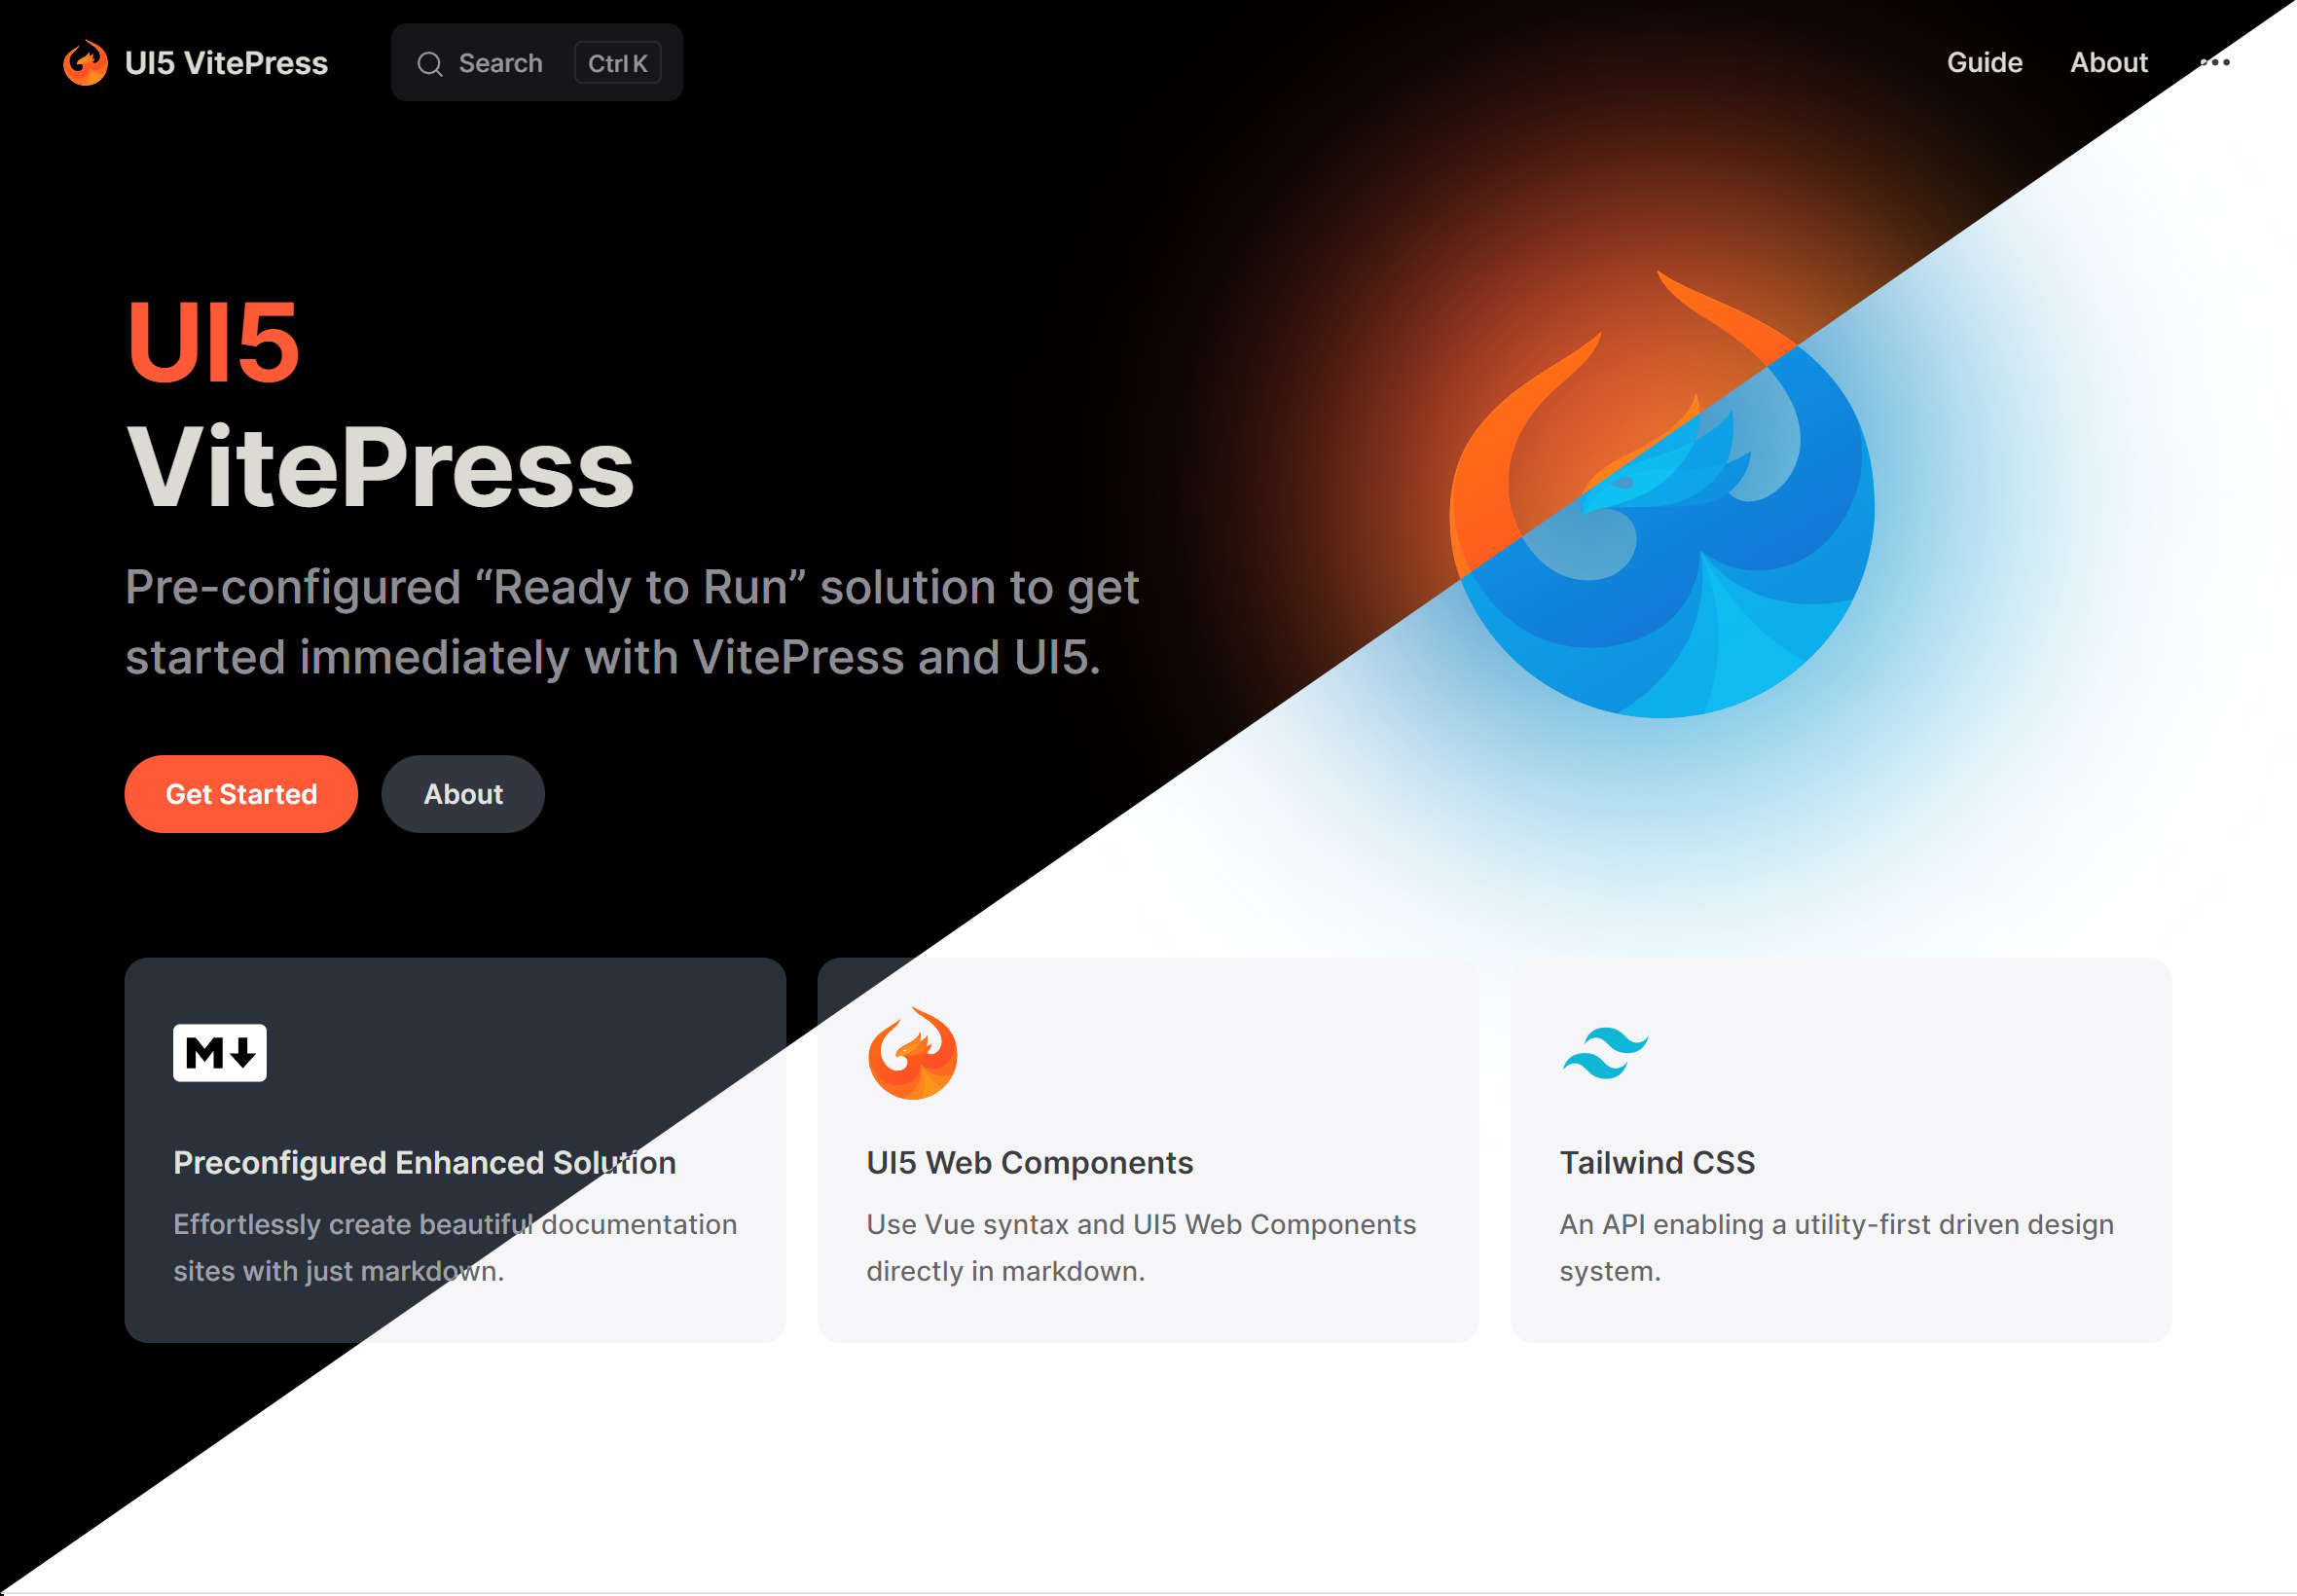 UI5 VitePress
Search
Ctrl K
Guide
About
UI5
VitePress
Pre-configured “Ready to Run” solution to get
started immediately with VitePress and UI5.
Get Started
About
M
Preconfigured Enhanced Solution
Effortlessly create beautiful documentation
sites with just markdown.
UI5 Web Components
Use Vue syntax and UI5 Web Components
directly in markdown.
Tailwind CSS
An API enabling a utility-first driven design
system.